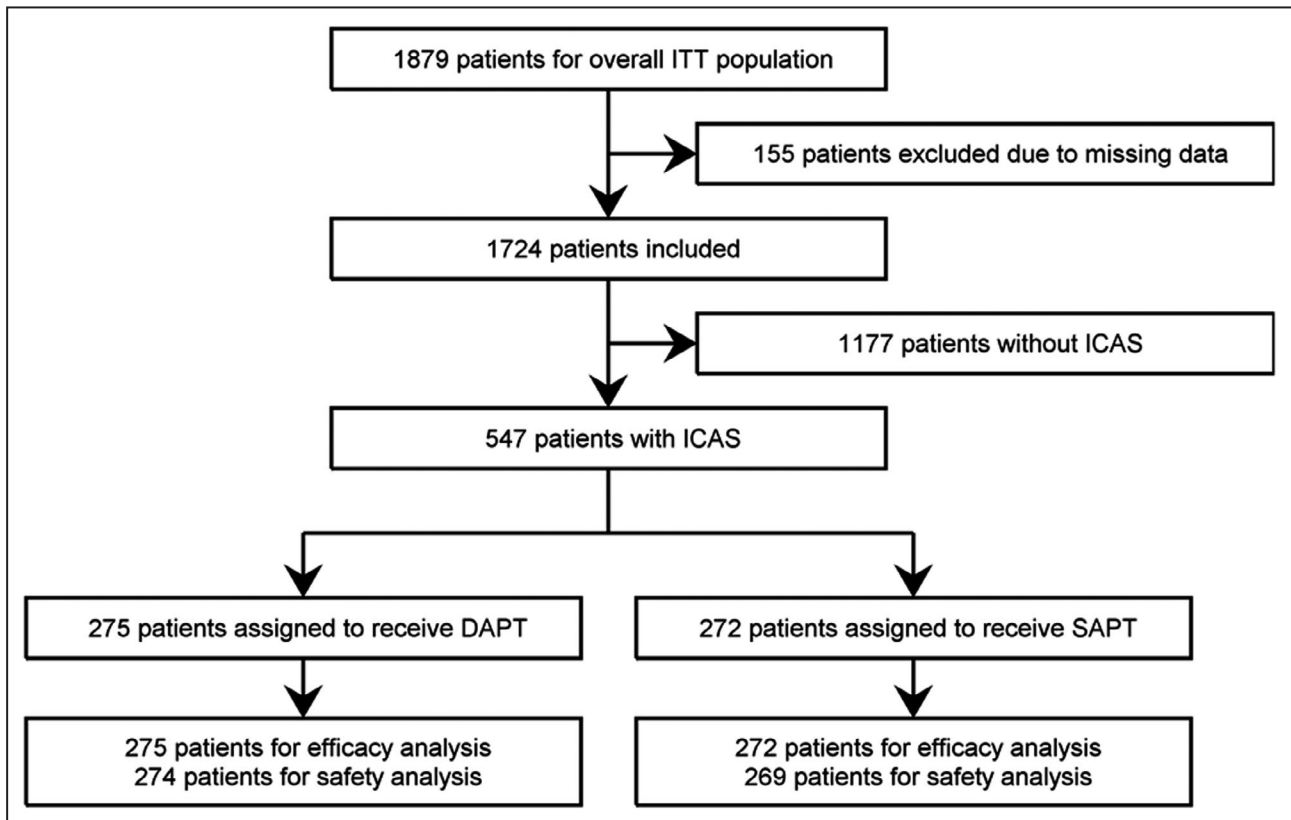 1879 patients for overall ITT population
155 patients excluded due to missing data
1724 patients included
1177 patients without ICAS
547 patients with ICAS
275 patients assigned to receive DAPT
272 patients assigned to receive SAPT
275 patients for efficacy analysis
274 patients for safety analysis
272 patients for efficacy analysis
269 patients for safety analysis